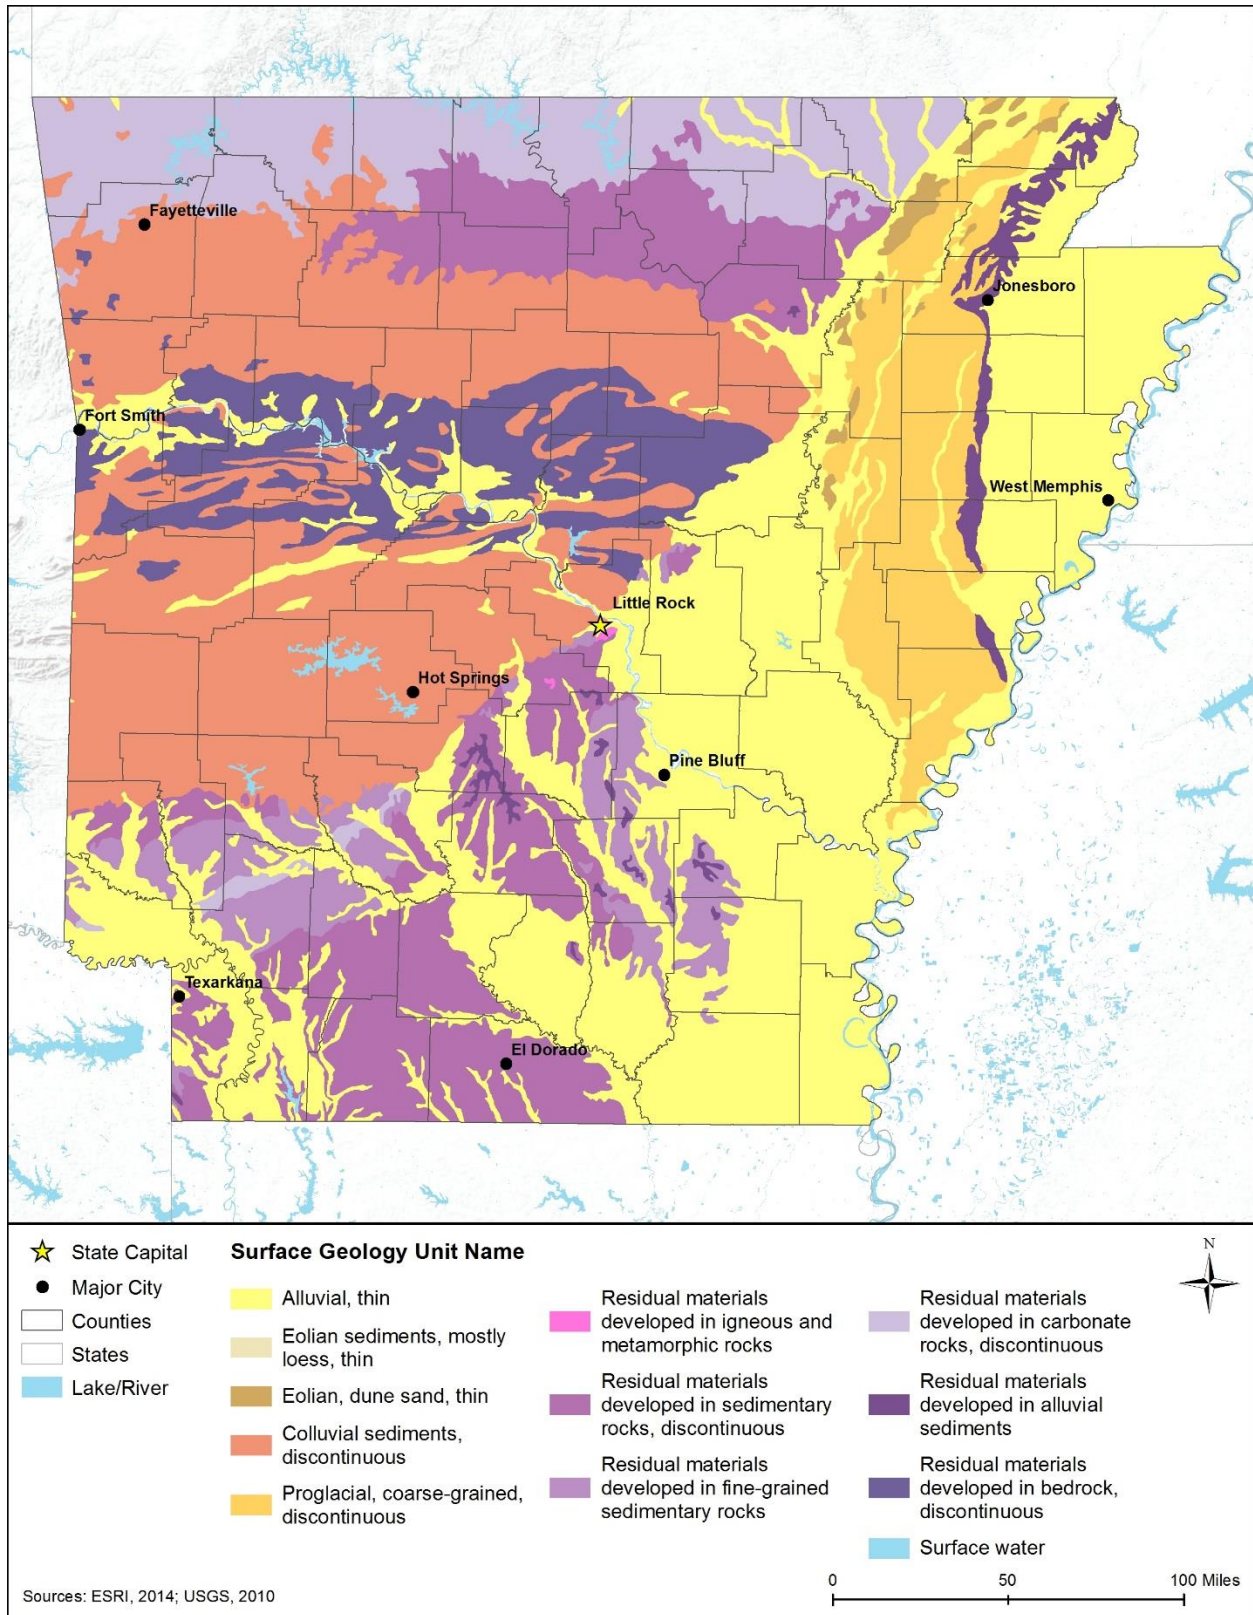 Fayetteville
Jonesboro
Fort Smith
West Memphis
Little Rock
Hot Springs
Pine Bluff
Texarkana
El Dorado
State Capital
Major City
Counties
States
Lake/River
Surface Geology Unit Name
Alluvial, thin
Eolian sediments, mostly
loess, thin
Eolian, dune sand, thin
Colluvial sediments,
discontinuous
Proglacial, coarse-grained,
discontinuous
Residual materials
developed in igneous and
metamorphic rocks
Residual materials
developed in sedimentary
rocks, discontinuous
Residual materials
developed in fine-grained
sedimentary rocks
Residual materials
developed in carbonate
rocks, discontinuous
Residual materials
developed in alluvial
sediments
Residual materials
developed in bedrock,
discontinuous
Surface water
N
0 50 100 Miles
Sources: ESRI, 2014; USGS, 2010